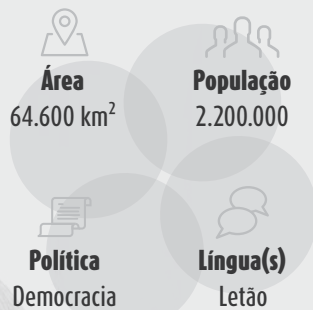 Área
64.600 km²
População
2.200.000
Política
Democracia
Língua(s)
Letão